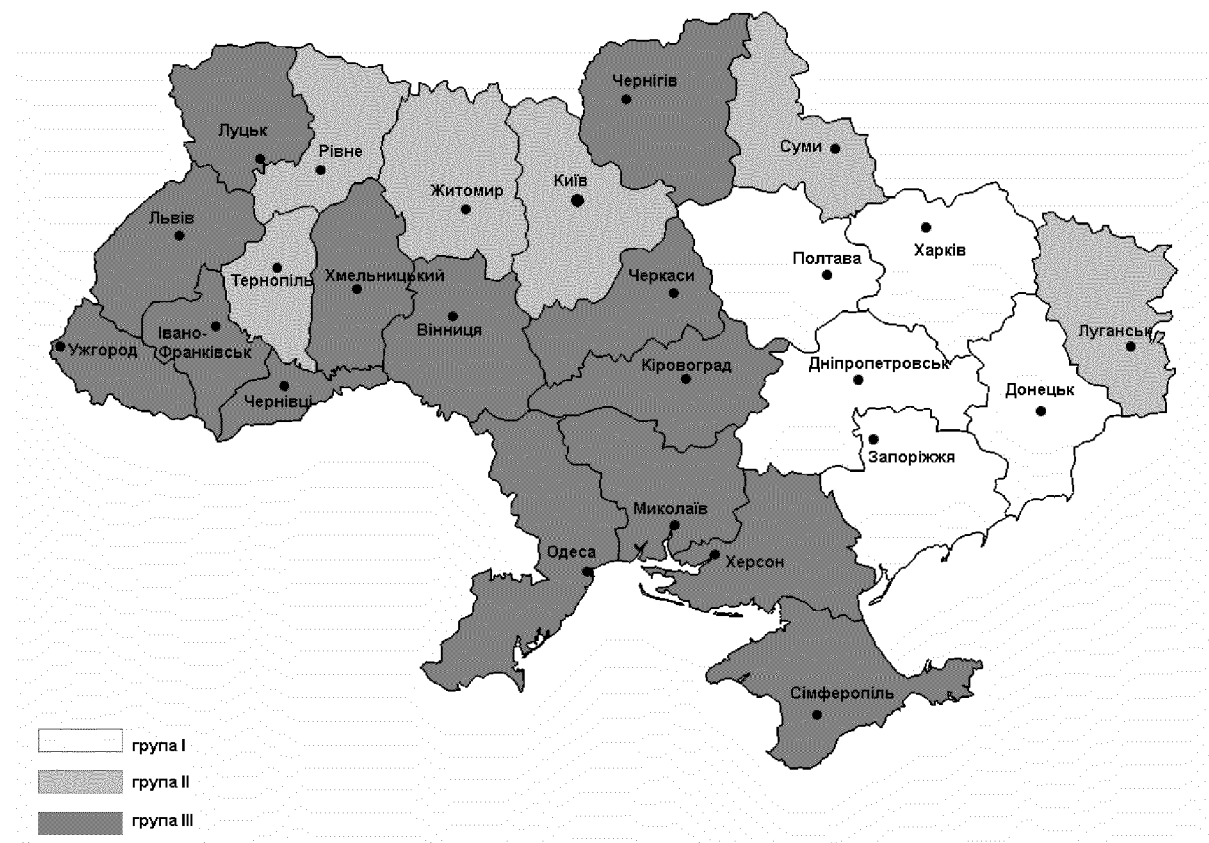 Чернігів
Луцьк
Рівне
Суми
Житомир
Київ
Львів
Харків
Полтава
Тернопіль
Хмельницький
Черкаси
Вінниця
Івано-
Франківськ
Ужгород
Луганськ
Кіровоград
Дніпропетровськ
Донецьк
Чернівці
Запоріжжя
Миколаїв
Одеса
Херсон
Сімферопіль
група I
група II
група III